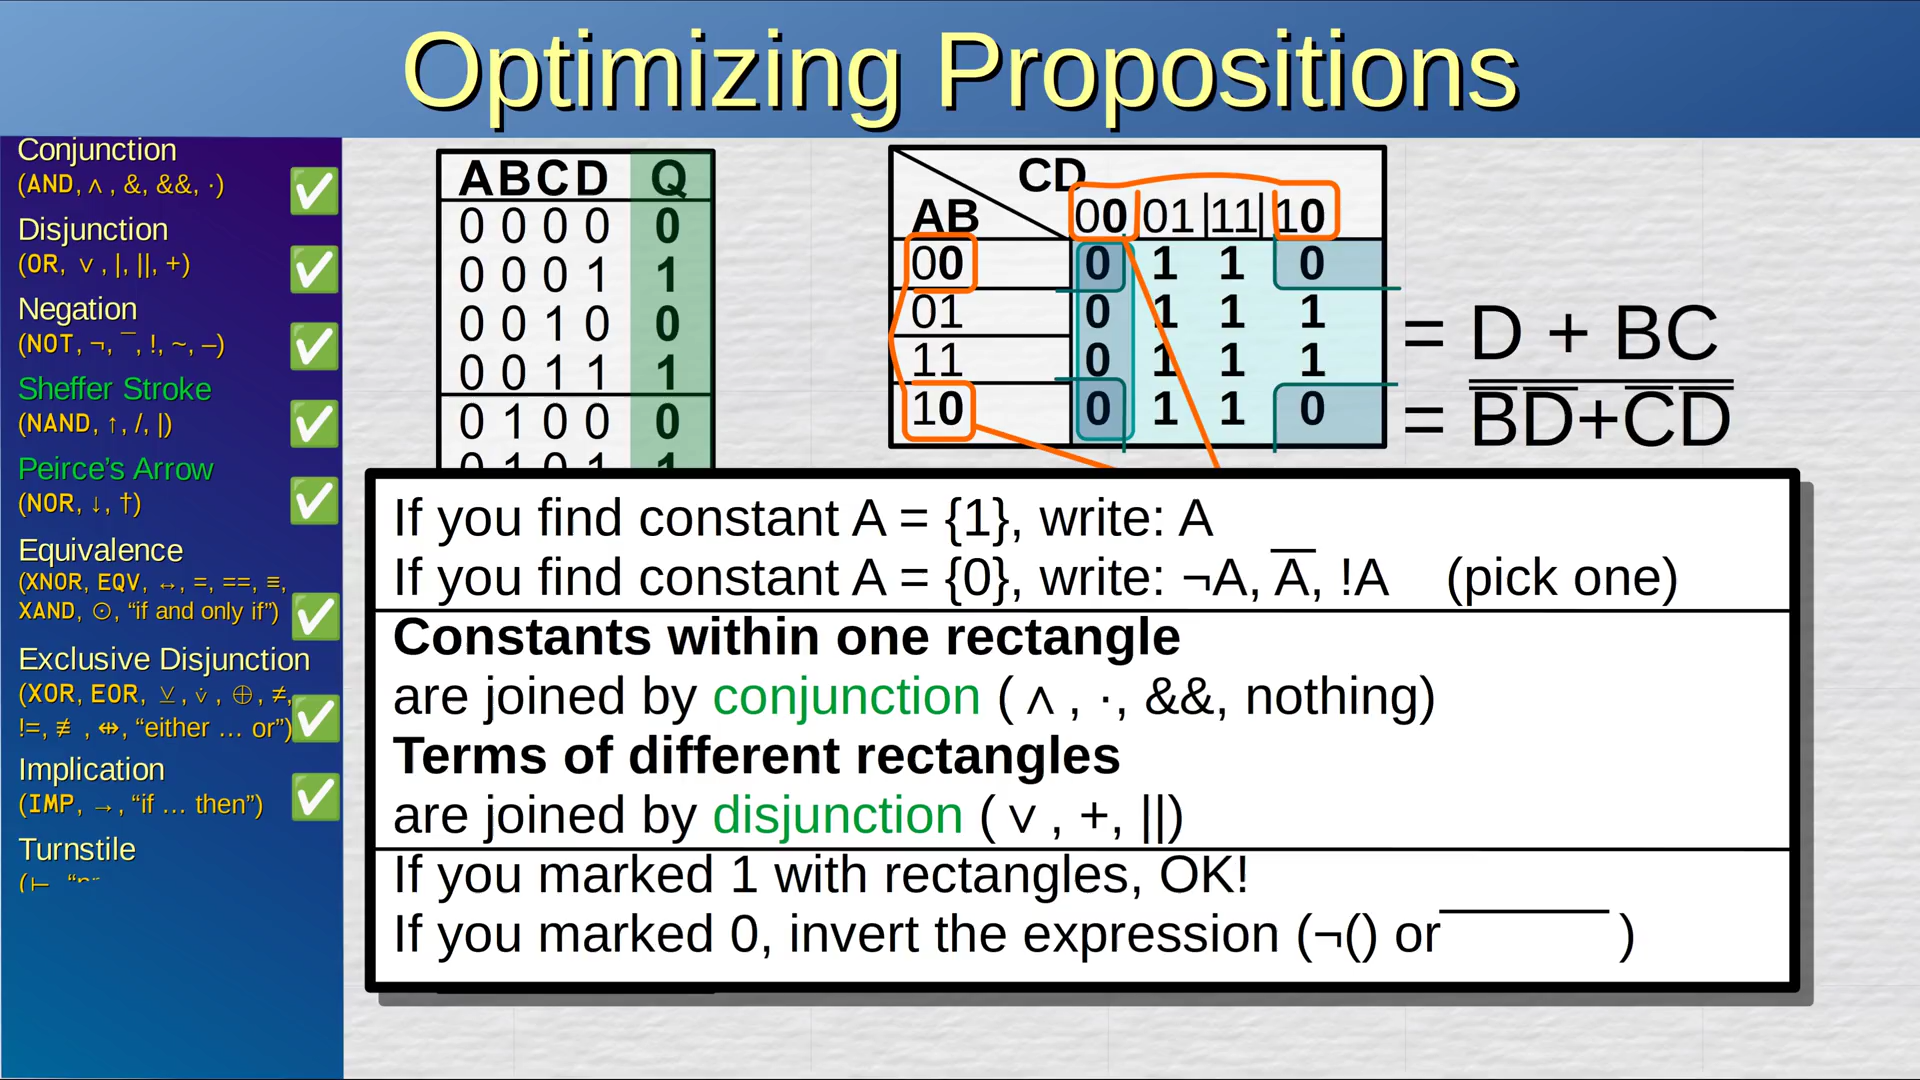 Optimizing Propositions
Conjunction
(AND, ∧, &, &&, ·)
Disjunction
(OR, ∨, |, ||, +)
Negation
(NOT, ¬, ‾, !, ~, –)
Sheffer Stroke
(NAND, ↑, /, |)
Peirce’s Arrow
(NOR, ↓, †)
Equivalence
(XNOR, EQV, ↔, =, ==, ≡,
XAND, ⊙, “if and only if”)
Exclusive Disjunction
(XOR, EOR, ⊻, ⩒, ⊕, ≠,
!=, ≢, ⇹, “either … or”)
Implication
(IMP, →, “if … then”)
Turnstile
A B C D Q
0 0 0 0 0
0 0 0 1 1
0 0 1 0 0
0 0 1 1 1
0 1 0 0 0
0 1 0 1 1
CD
AB 00 01 11 10
00 0 1 1 0
01 0 1 1 1
11 0 1 1 1
10 0 1 1 0
= D + BC
= B̅D̅+C̅D̅
If you find constant A = {1}, write: A
If you find constant A = {0}, write: ¬A, A̅, !A (pick one)
Constants within one rectangle
are joined by conjunction (∧, ·, &&, nothing)
Terms of different rectangles
are joined by disjunction (∨, +, ||)
If you marked 1 with rectangles, OK!
If you marked 0, invert the expression (¬() or ‾‾‾‾‾ )